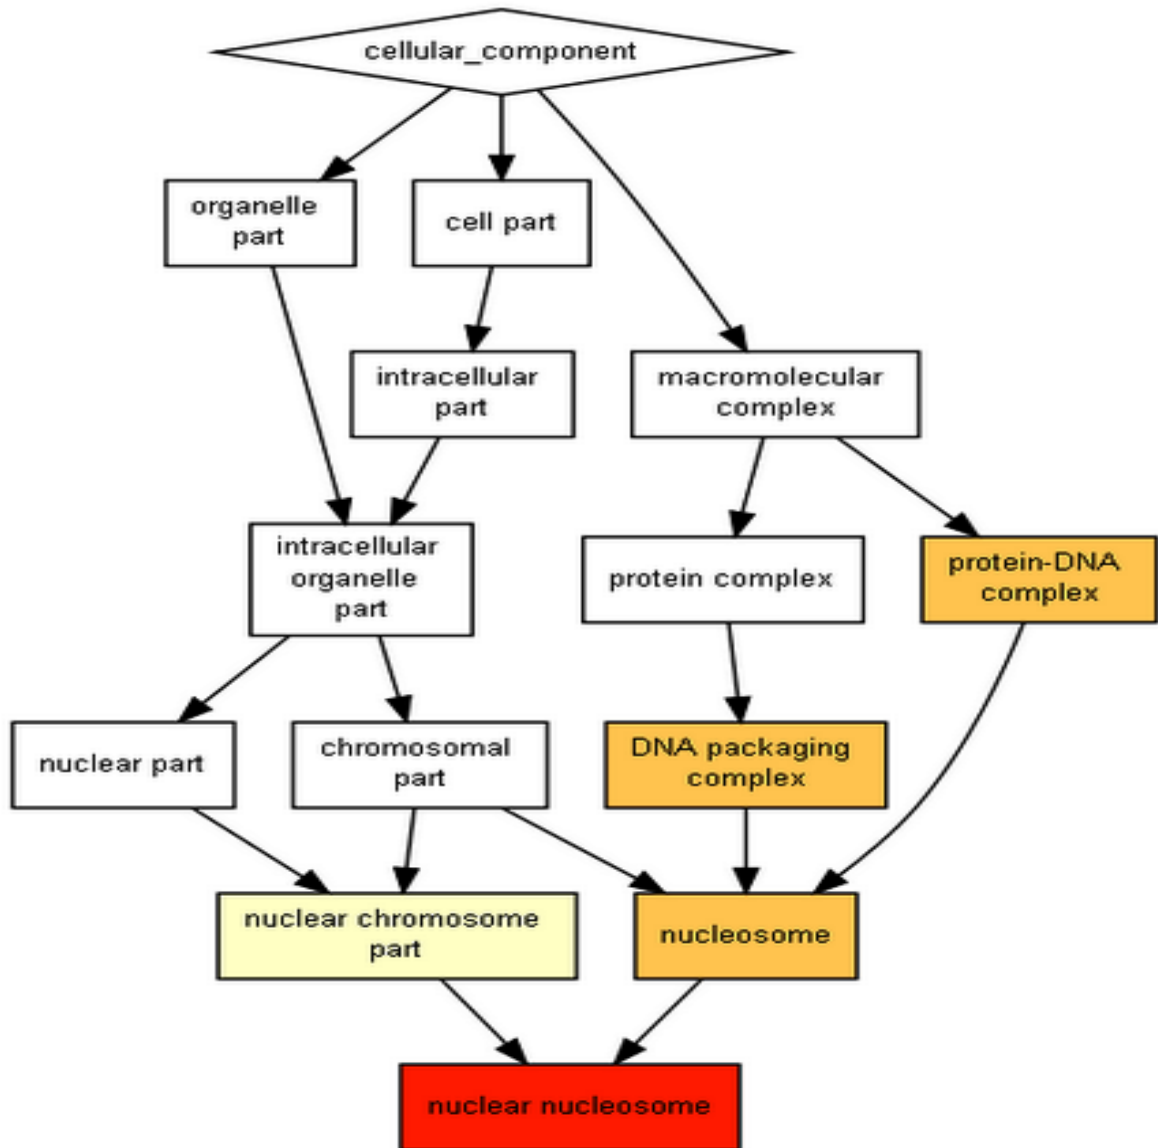 cellular_component
organelle
part
cell part
intracellular
part
macromolecular
complex
intracellular
organelle
part
protein complex
protein-DNA
complex
nuclear part
chromosomal
part
DNA packaging
complex
nuclear chromosome
part
nucleosome
nuclear nucleosome